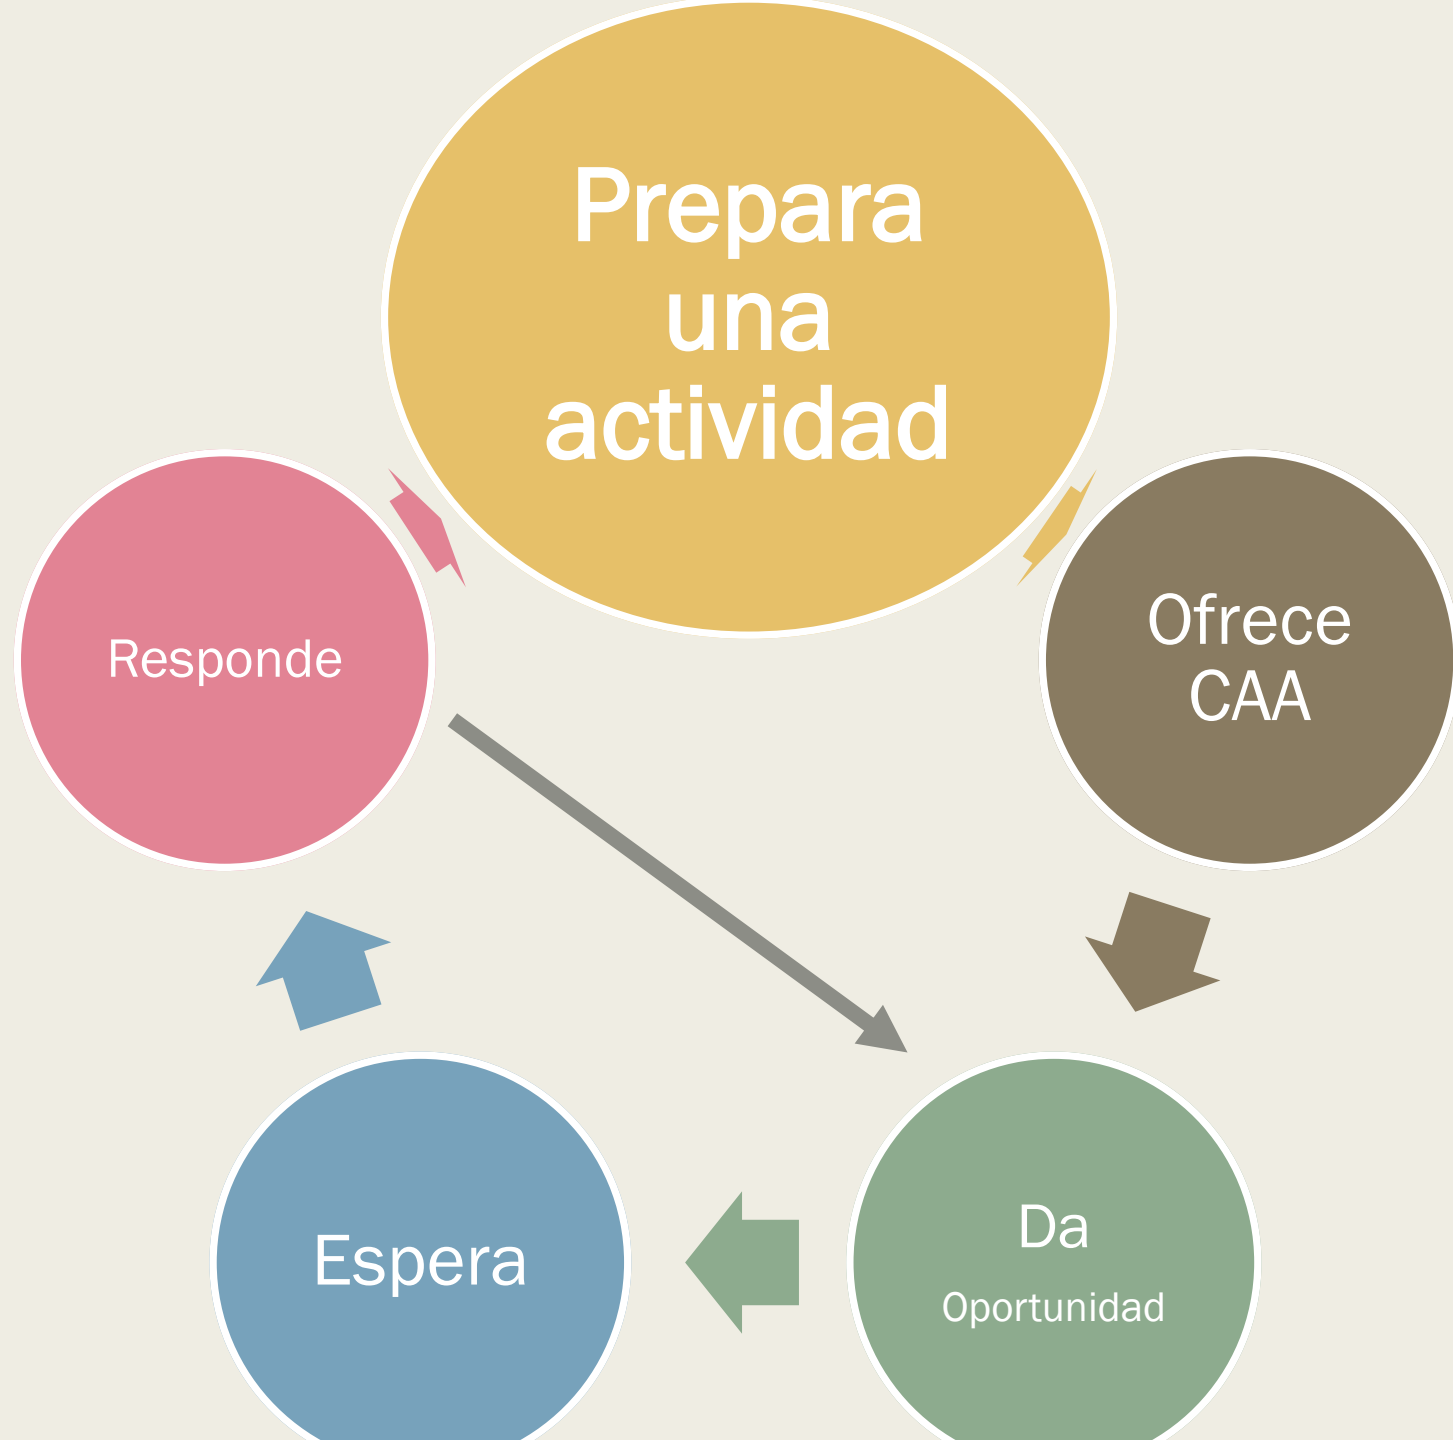 Prepara
una
actividad
Ofrece
CAA
Da
Oportunidad
Espera
Responde